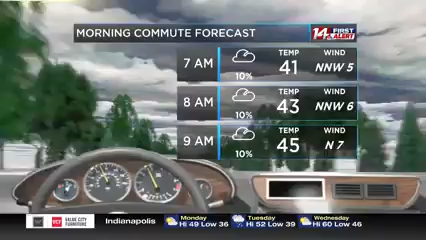 MORNING COMMUTE FORECAST
14 FIRST ALERT
7 AM 10% TEMP 41 WIND NNW 5
8 AM 10% TEMP 43 WIND NNW 6
9 AM 10% TEMP 45 WIND N 7
VCF VALUE CITY FURNITURE Indianapolis Monday Hi 49 Low 36 Tuesday Hi 52 Low 39 Wednesday Hi 60 Low 46